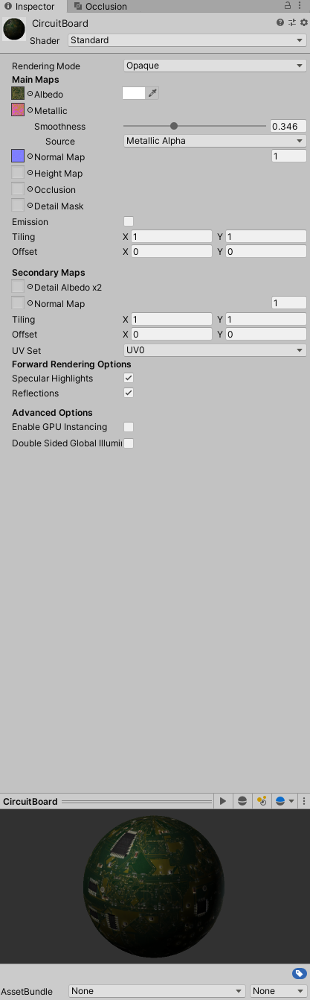 Inspector Occlusion
CircuitBoard
Shader Standard
Rendering Mode Opaque
Main Maps
Albedo
Metallic
Smoothness 0.346
Source Metallic Alpha
Normal Map 1
Height Map
Occlusion
Detail Mask
Emission
Tiling X 1 Y 1
Offset X 0 Y 0
Secondary Maps
Detail Albedo x2
Normal Map 1
Tiling X 1 Y 1
Offset X 0 Y 0
UV Set UV0
Forward Rendering Options
Specular Highlights
Reflections
Advanced Options
Enable GPU Instancing
Double Sided Global Illumi
CircuitBoard
AssetBundle None None